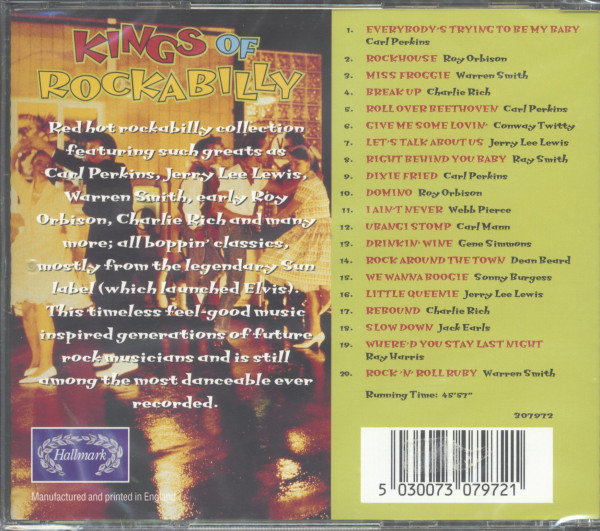 KINGS OF
ROCKABILLY
Red hot rockabilly collection
featuring such greats as
Carl Perkins, Jerry Lee Lewis,
Warren Smith, early Roy
Orbison, Charlie Rich and many
more; all boppin' classics,
mostly from the legendary Sun
label (which launched Elvis).
This timeless feel-good music
inspired generations of future
rock musicians and is still
among the most danceable ever
recorded.
Hallmark
Manufactured and printed in England
1. EVERYBODY'S TRYING TO BE MY BABY
Carl Perkins
2. ROCKHOUSE Roy Orbison
3. MISS FROGGIE Warren Smith
4. BREAK UP Charlie Rich
5. ROLL OVER BEETHOVEN Carl Perkins
6. GIVE ME SOME LOVIN' Conway Twitty
7. LET'S TALK ABOUT US Jerry Lee Lewis
8. RIGHT BEHIND YOU BABY Ray Smith
9. DIXIE FRIED Carl Perkins
10. DOMINO Roy Orbison
11. I AIN'T NEVER Webb Pierce
12. UBANGI STOMP Carl Mann
13. DRINKIN' WINE Gene Simmons
14. ROCK AROUND THE TOWN Dean Beard
15. WE WANNA BOOGIE Sonny Burgess
16. LITTLE QUEENIE Jerry Lee Lewis
17. REBOUND Charlie Rich
18. SLOW DOWN Jack Earls
19. WHERE'D YOU STAY LAST NIGHT
Ray Harris
20. ROCK 'N' ROLL RUBY Warren Smith
Running Time: 45'57"
307972
5 030073 079721